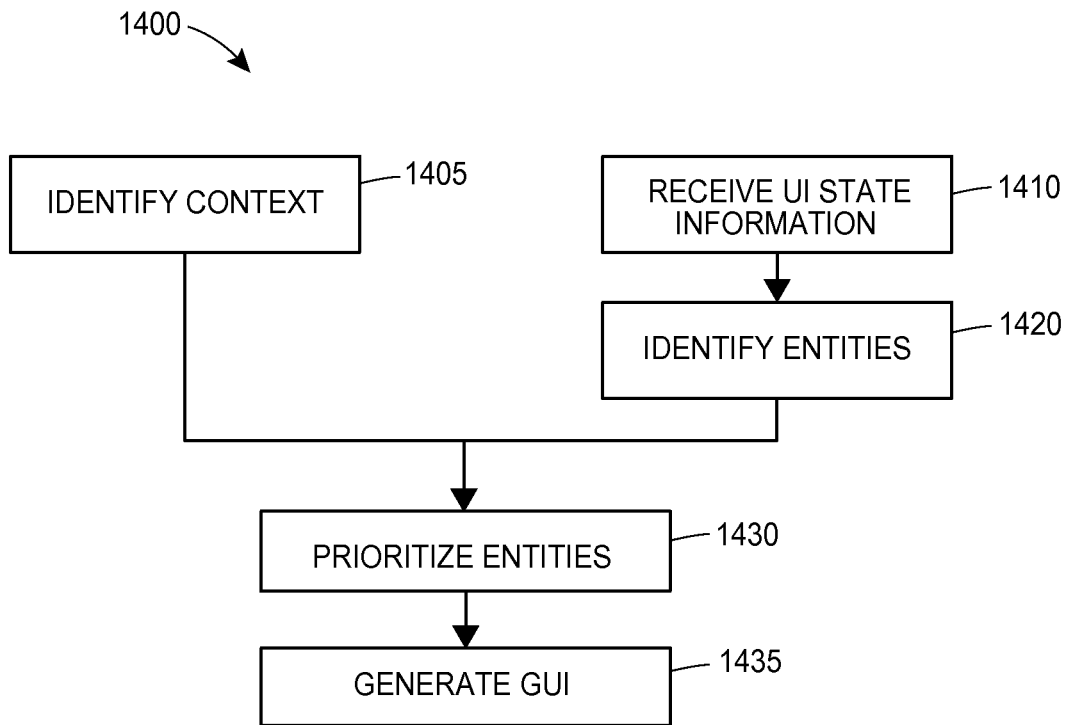 1400
IDENTIFY CONTEXT
1405
RECEIVE UI STATE
INFORMATION
1410
IDENTIFY ENTITIES
1420
PRIORITIZE ENTITIES
1430
GENERATE GUI
1435